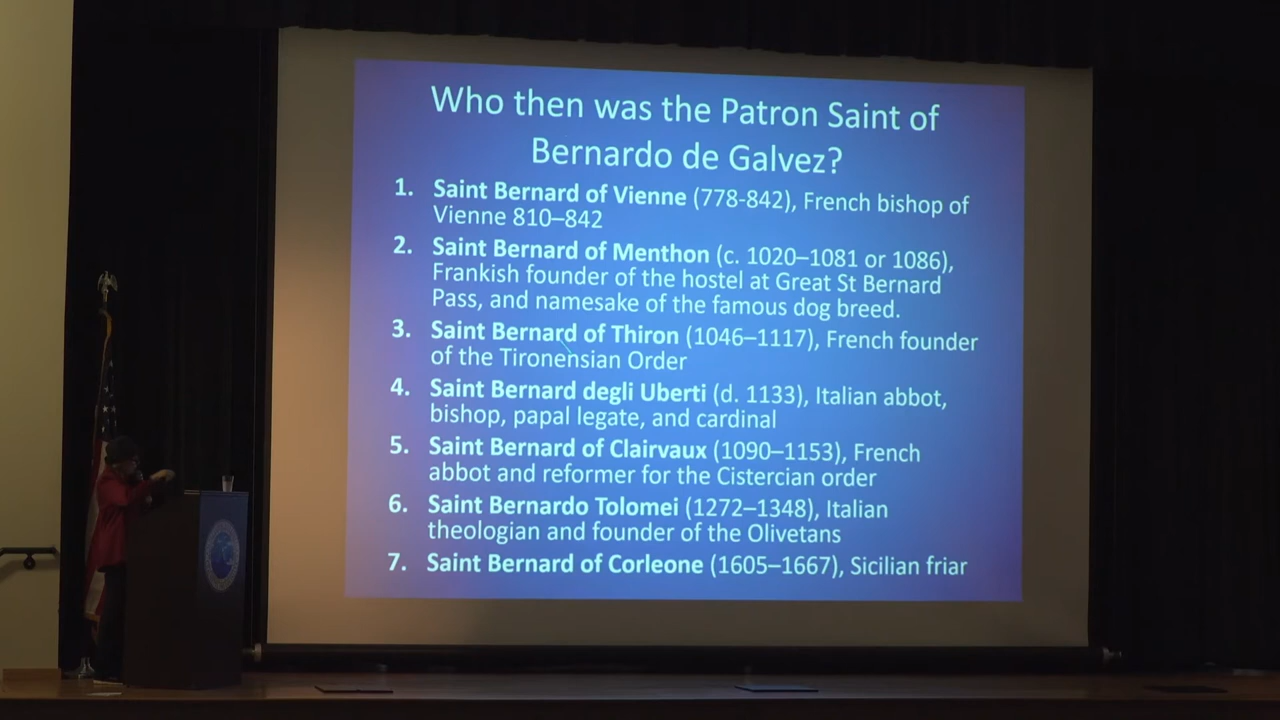 Who then was the Patron Saint of
Bernardo de Galvez?
1. Saint Bernard of Vienne (778-842), French bishop of
Vienne 810–842
2. Saint Bernard of Menthon (c. 1020–1081 or 1086),
Frankish founder of the hostel at Great St Bernard
Pass, and namesake of the famous dog breed.
3. Saint Bernard of Thiron (1046–1117), French founder
of the Tironensian Order
4. Saint Bernard degli Uberti (d. 1133), Italian abbot,
bishop, papal legate, and cardinal
5. Saint Bernard of Clairvaux (1090–1153), French
abbot and reformer for the Cistercian order
6. Saint Bernardo Tolomei (1272–1348), Italian
theologian and founder of the Olivetans
7. Saint Bernard of Corleone (1605–1667), Sicilian friar